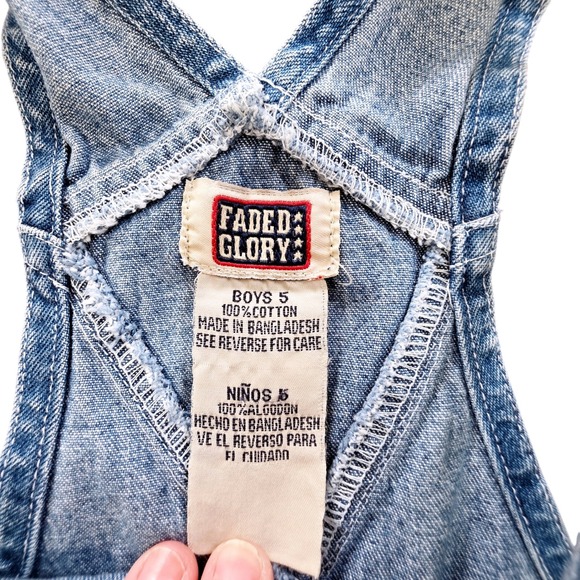 FADED
GLORY
BOYS 5
100% COTTON
MADE IN BANGLADESH
SEE REVERSE FOR CARE
NIÑOS 5
100% ALGODON
HECHO EN BANGLADESH
VE EL REVERSO PARA
EL CUIDADO